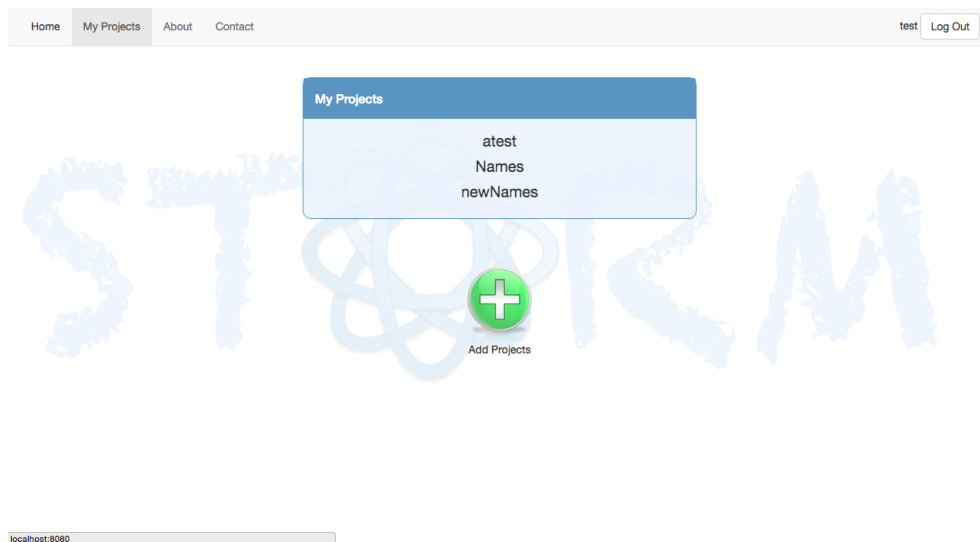 Home My Projects About Contact test Log Out
My Projects
atest
Names
newNames
STORM
Add Projects
localhost:8080